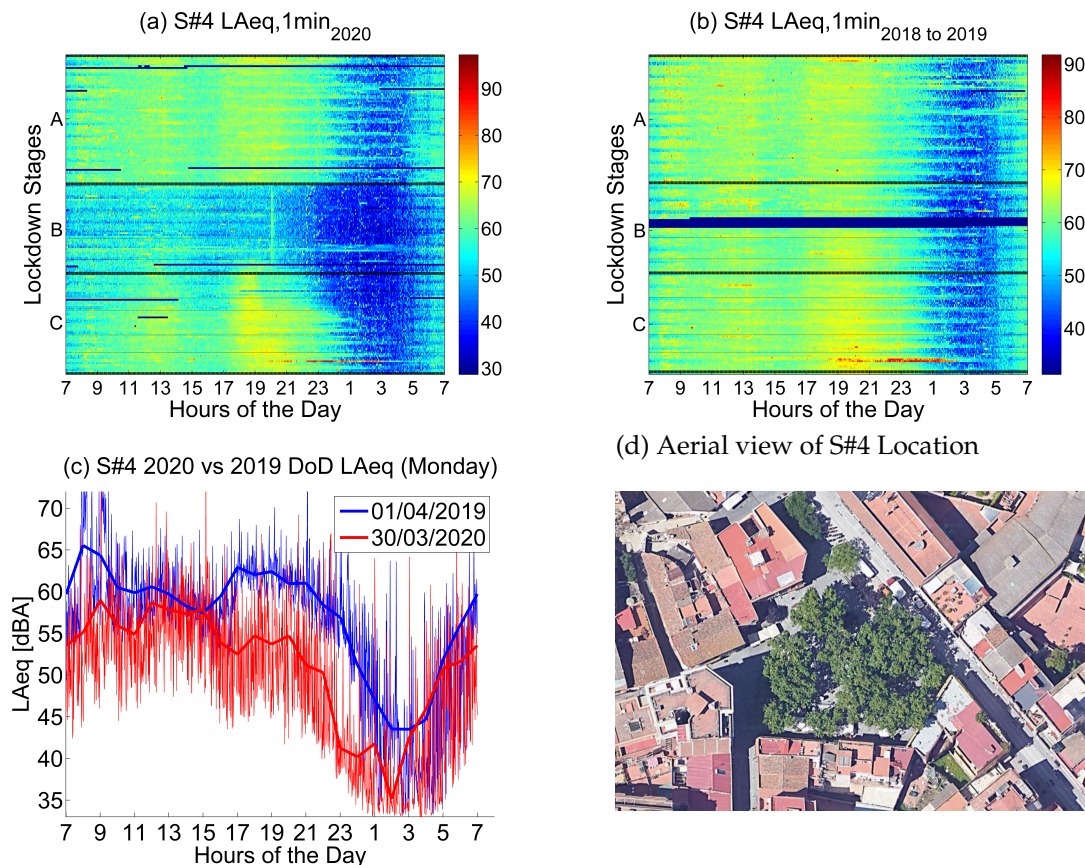 (a) S#4 LAeq,1min2020
Lockdown Stages
A
B
C
7 9 11 13 15 17 19 21 23 1 3 5 7
Hours of the Day
90
80
70
60
50
40
30
(b) S#4 LAeq,1min2018 to 2019
Lockdown Stages
A
B
C
7 9 11 13 15 17 19 21 23 1 3 5 7
Hours of the Day
90
80
70
60
50
40
(c) S#4 2020 vs 2019 DoD LAeq (Monday)
LAeq [dBA]
70
65
60
55
50
45
40
35
01/04/2019
30/03/2020
7 9 11 13 15 17 19 21 23 1 3 5 7
Hours of the Day
(d) Aerial view of S#4 Location